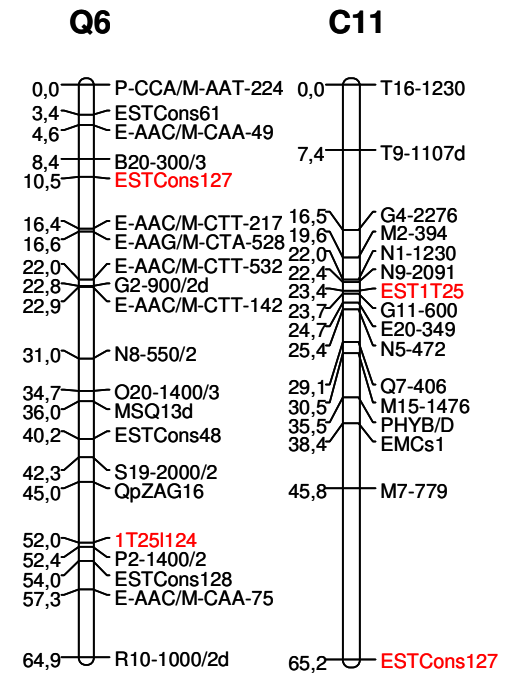 Q6
0,0 P-CCA/M-AAT-224
3,4 ESTCons61
4,6 E-AAC/M-CAA-49
8,4 B20-300/3
10,5 ESTCons127
16,4 E-AAC/M-CTT-217
16,6 E-AAG/M-CTA-528
22,0 E-AAC/M-CTT-532
22,8 G2-900/2d
22,9 E-AAC/M-CTT-142
31,0 N8-550/2
34,7 O20-1400/3
36,0 MSQ13d
40,2 ESTCons48
42,3 S19-2000/2
45,0 QpZAG16
52,0 1T25I124
52,4 P2-1400/2
54,0 ESTCons128
57,3 E-AAC/M-CAA-75
64,9 R10-1000/2d
C11
0,0 T16-1230
7,4 T9-1107d
16,5 G4-2276
19,6 M2-394
22,0 N1-1230
22,4 N9-2091
23,4 EST1T25
23,7 G11-600
24,7 E20-349
25,4 N5-472
29,1 Q7-406
30,5 M15-1476
35,5 PHYB/D
38,4 EMCs1
45,8 M7-779
65,2 ESTCons127